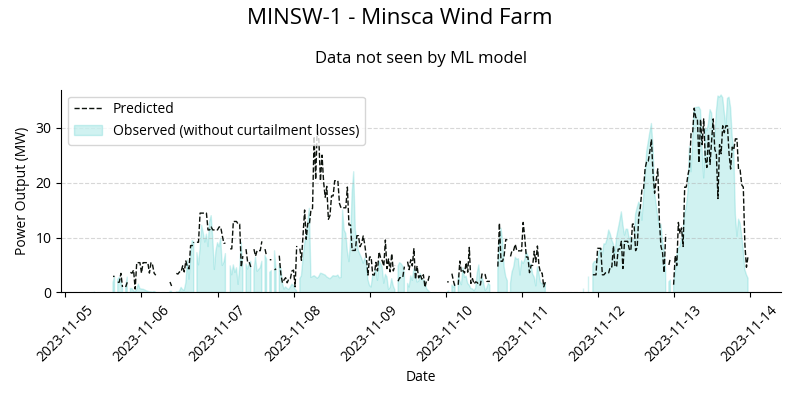 MINSW-1 - Minsca Wind Farm
Data not seen by ML model
Predicted
Observed (without curtailment losses)
Power Output (MW)
30
20
10
0
2023-11-05
2023-11-06
2023-11-07
2023-11-08
2023-11-09
2023-11-10
2023-11-11
2023-11-12
2023-11-13
2023-11-14
Date